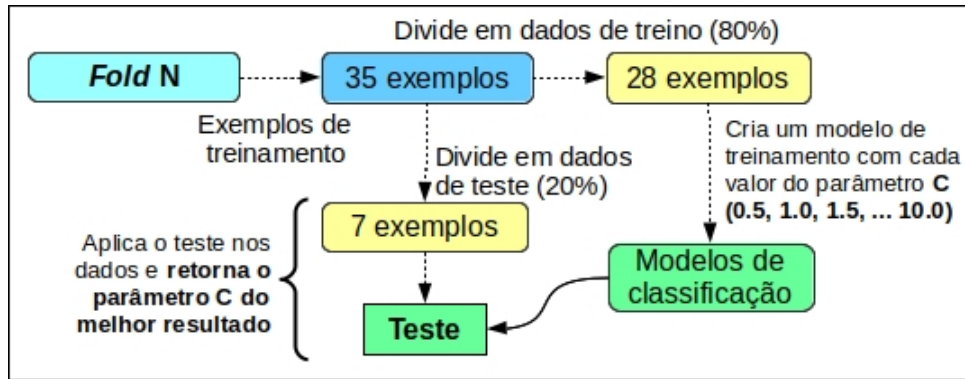 Divide em dados de treino (80%)
Fold N
35 exemplos
28 exemplos
Exemplos de
treinamento
Divide em dados
de teste (20%)
Cria um modelo de
treinamento com cada
valor do parâmetro C
(0.5, 1.0, 1.5, ... 10.0)
7 exemplos
Aplica o teste nos
dados e retorna o
parâmetro C do
melhor resultado
Modelos de
classificação
Teste